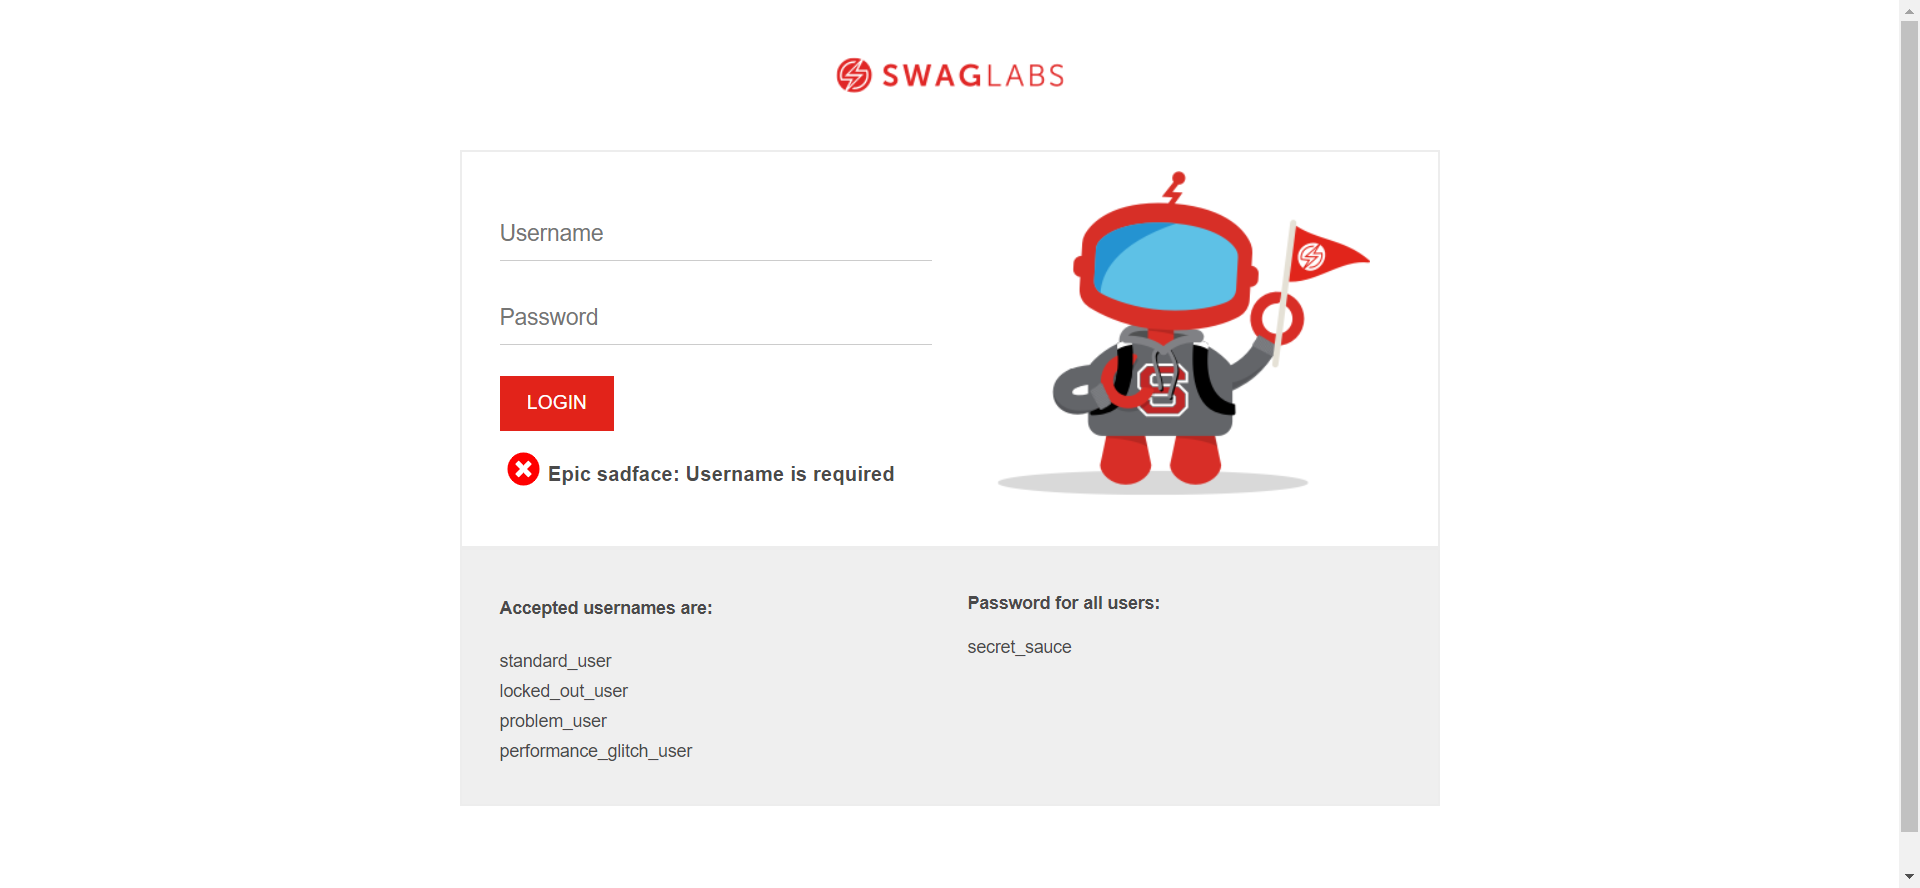 SWAGLABS
Username
Password
LOGIN
Epic sadface: Username is required
S
Accepted usernames are:
standard_user
locked_out_user
problem_user
performance_glitch_user
Password for all users:
secret_sauce